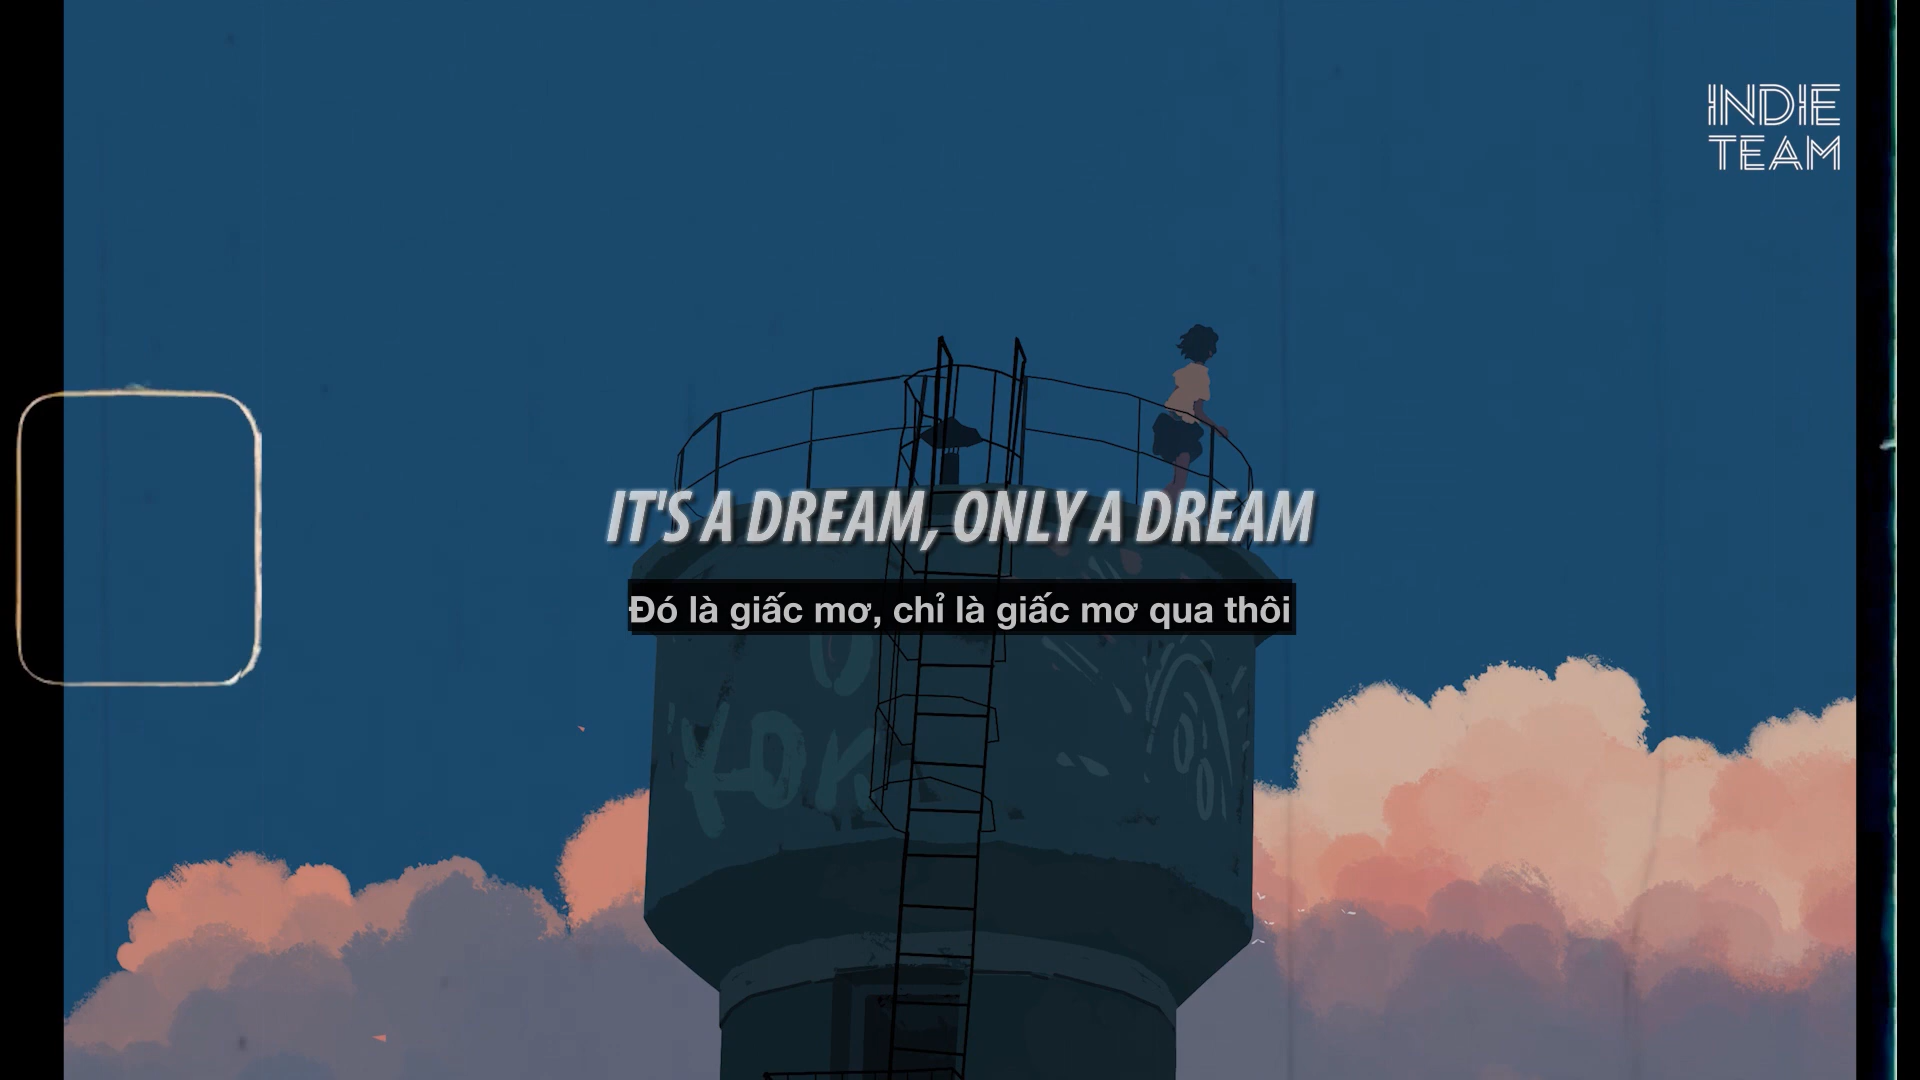 INDIE
TEAM
IT'S A DREAM, ONLY A DREAM
Đó là giấc mơ, chỉ là giấc mơ qua thôi